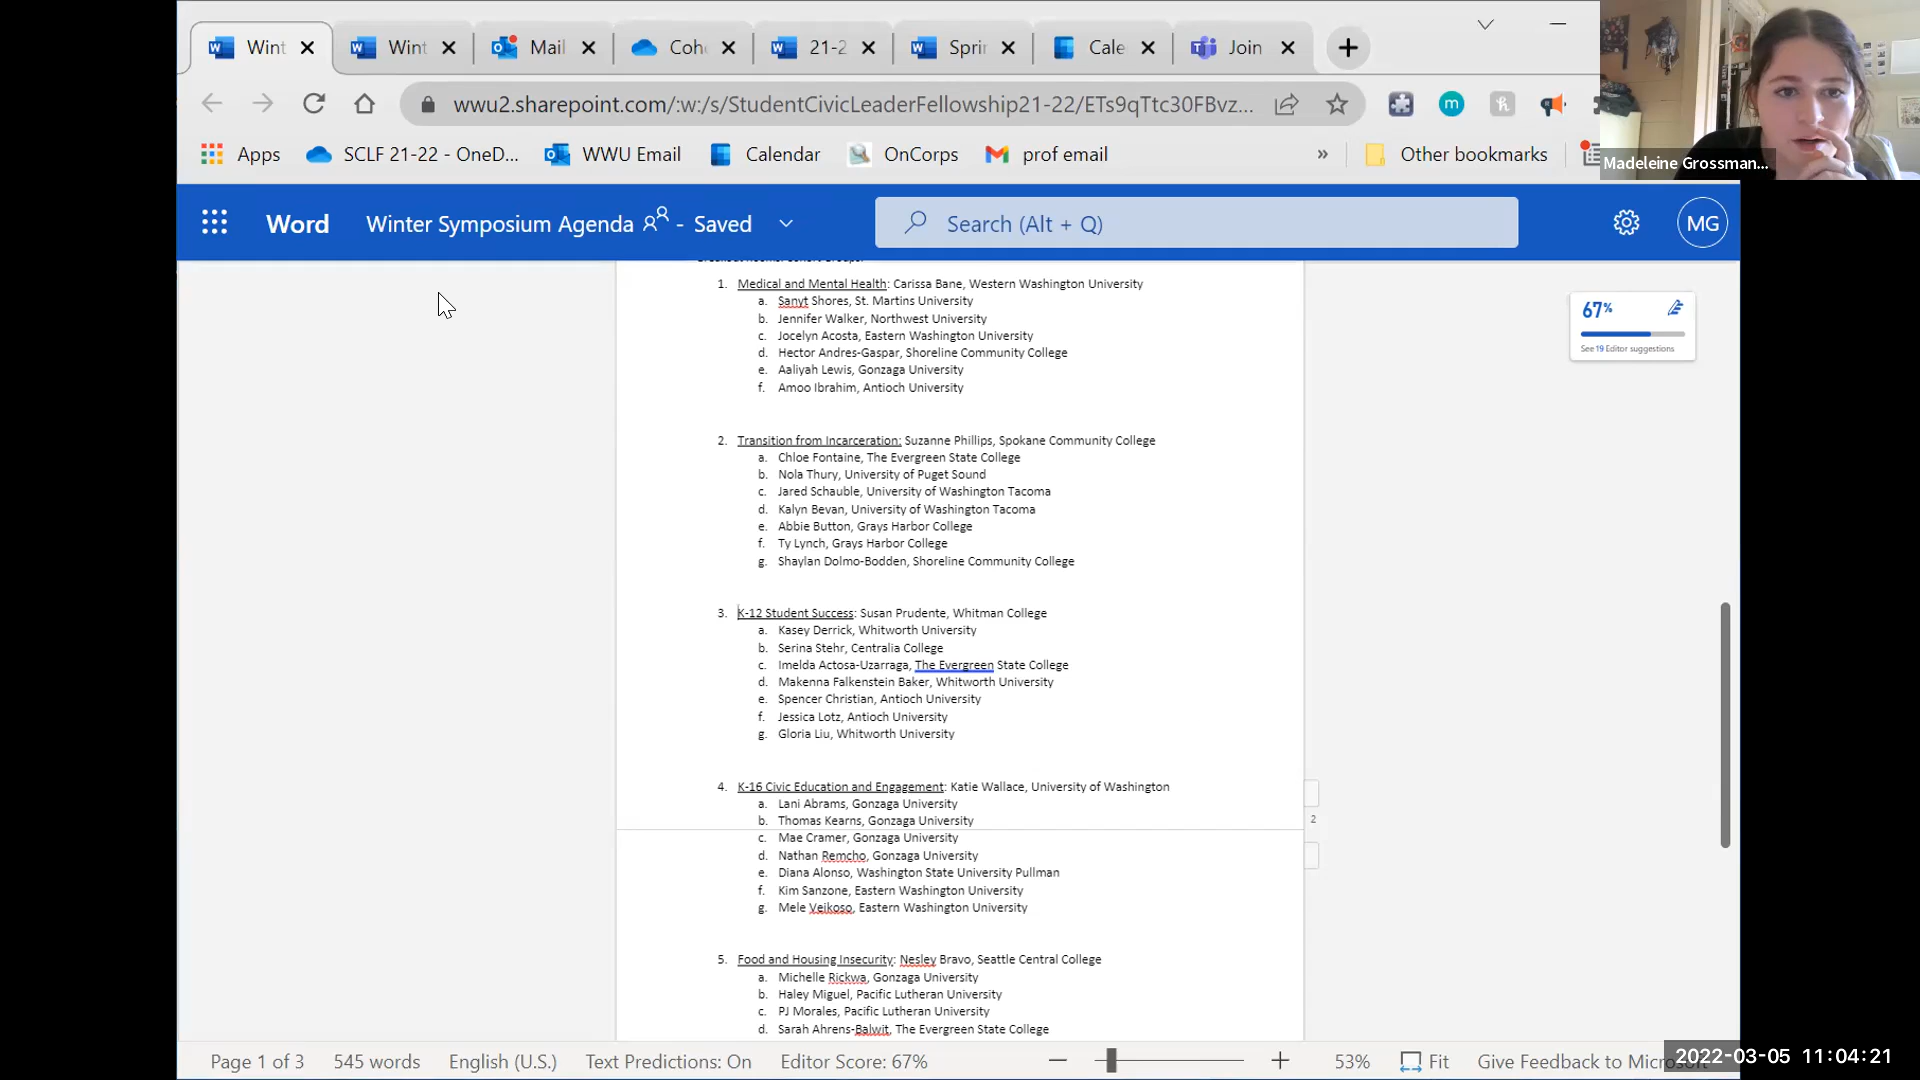 Wint
Wint
Mail
Coh
21-2
Sprin
Cale
Join
wwu2.sharepoint.com/:w:/s/StudentCivicLeaderFellowship21-22/ETs9qTtc30FBvz...
Apps
SCLF 21-22 - OneD...
WWU Email
Calendar
OnCorps
prof email
»
Other bookmarks
Madeleine Grossman...
Word
Winter Symposium Agenda - Saved
Search (Alt + Q)
MG
1. Medical and Mental Health: Carissa Bane, Western Washington University
a. Sanyt Shores, St. Martins University
b. Jennifer Walker, Northwest University
c. Jocelyn Acosta, Eastern Washington University
d. Hector Andres-Gaspar, Shoreline Community College
e. Aaliyah Lewis, Gonzaga University
f. Amoo Ibrahim, Antioch University
67%
See 19 Editor suggestions
2. Transition from Incarceration: Suzanne Phillips, Spokane Community College
a. Chloe Fontaine, The Evergreen State College
b. Nola Thury, University of Puget Sound
c. Jared Schauble, University of Washington Tacoma
d. Kalyn Bevan, University of Washington Tacoma
e. Abbie Button, Grays Harbor College
f. Ty Lynch, Grays Harbor College
g. Shaylan Dolmo-Bodden, Shoreline Community College
3. K-12 Student Success: Susan Prudente, Whitman College
a. Kasey Derrick, Whitworth University
b. Serina Stehr, Centralia College
c. Imelda Actosa-Uzarraga, The Evergreen State College
d. Makenna Falkenstein Baker, Whitworth University
e. Spencer Christian, Antioch University
f. Jessica Lotz, Antioch University
g. Gloria Liu, Whitworth University
4. K-16 Civic Education and Engagement: Katie Wallace, University of Washington
a. Lani Abrams, Gonzaga University
b. Thomas Kearns, Gonzaga University
2
c. Mae Cramer, Gonzaga University
d. Nathan Remcho, Gonzaga University
e. Diana Alonso, Washington State University Pullman
f. Kim Sanzone, Eastern Washington University
g. Mele Veikoso, Eastern Washington University
5. Food and Housing Insecurity: Nesley Bravo, Seattle Central College
a. Michelle Rickwa, Gonzaga University
b. Haley Miguel, Pacific Lutheran University
c. PJ Morales, Pacific Lutheran University
d. Sarah Ahrens-Balwit, The Evergreen State College
Page 1 of 3
545 words
English (U.S.)
Text Predictions: On
Editor Score: 67%
53%
Fit
Give Feedback to Micros
2022-03-05 11:04:21